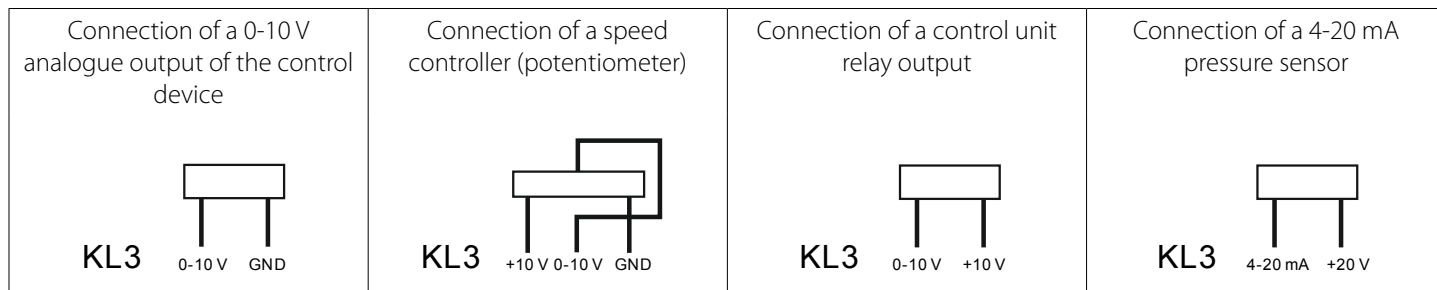 Connection of a 0-10 V
analogue output of the control
device
KL3 0-10 V GND
Connection of a speed
controller (potentiometer)
KL3 +10 V 0-10 V GND
Connection of a control unit
relay output
KL3 0-10 V +10 V
Connection of a 4-20 mA
pressure sensor
KL3 4-20 mA +20 V